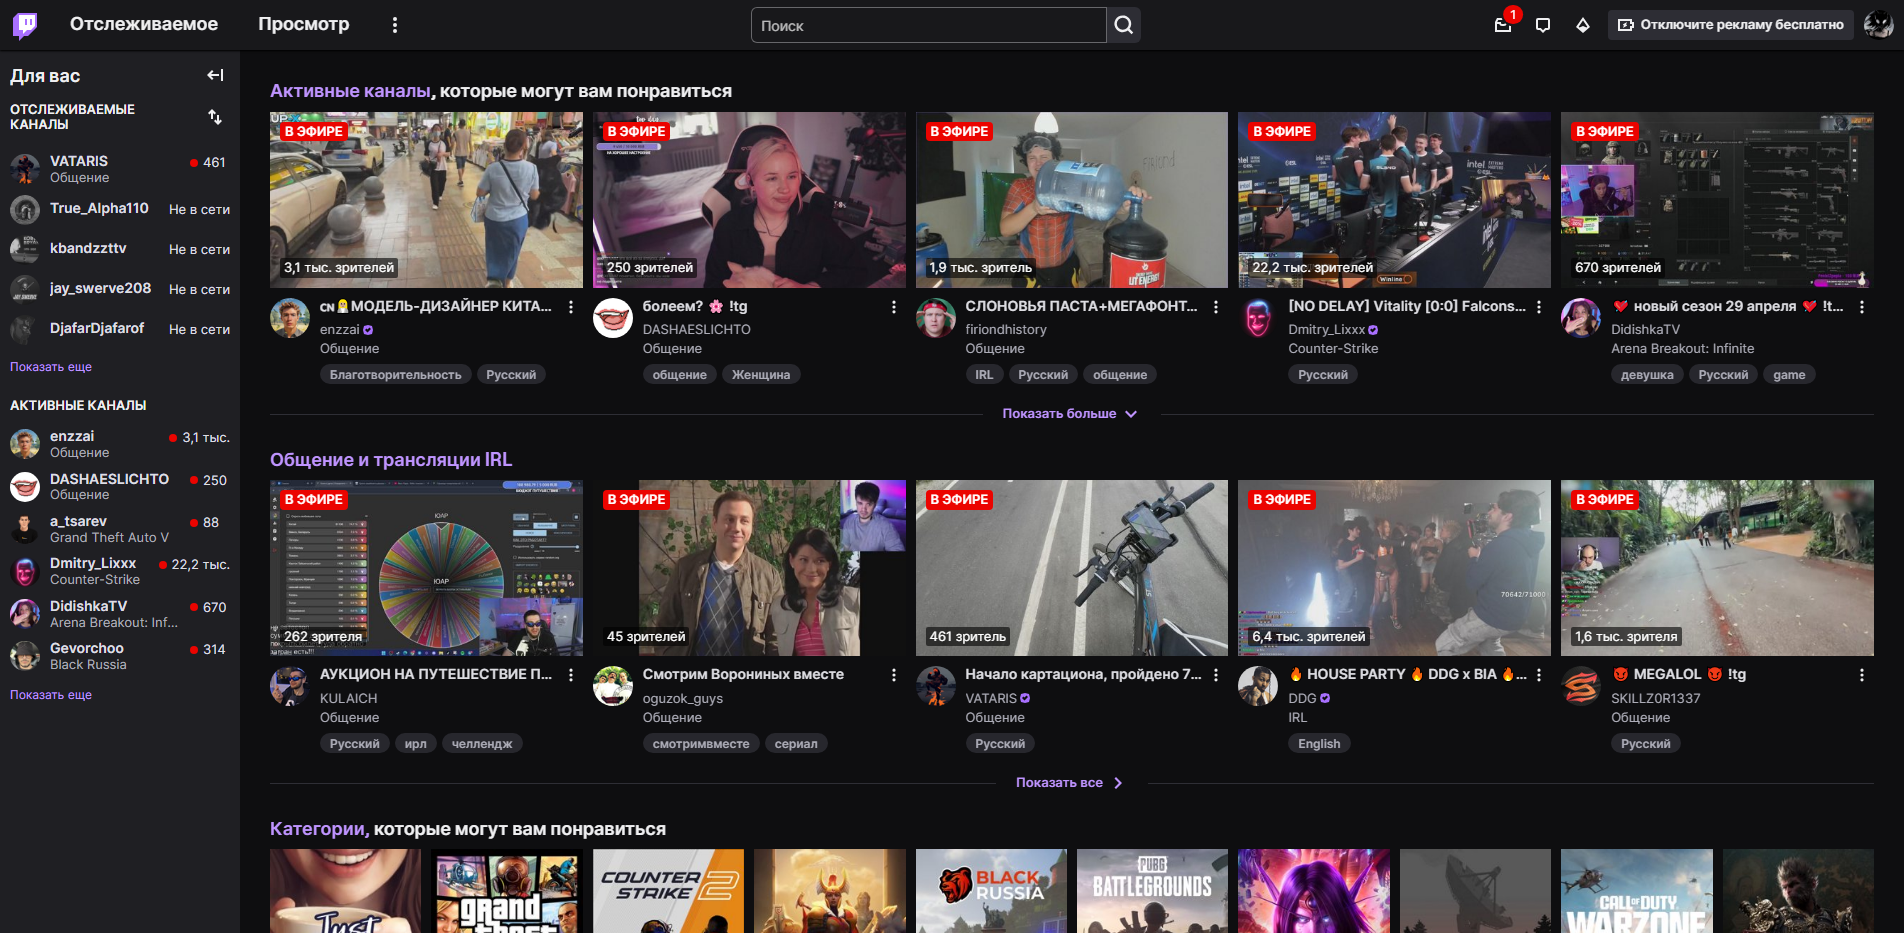 Отслеживаемое
Просмотр
Поиск
1
Отключите рекламу бесплатно
Для вас
ОТСЛЕЖИВАЕМЫЕ
КАНАЛЫ
VATARIS
461
Общение
True_Alpha110
Не в сети
kbandzzttv
Не в сети
jay_swerve208
Не в сети
DjafarDjafarof
Не в сети
Показать еще
АКТИВНЫЕ КАНАЛЫ
enzzai
3,1 тыс.
Общение
DASHAESLICHTO
250
Общение
a_tsarev
88
Grand Theft Auto V
Dmitry_Lixxx
22,2 тыс.
Counter-Strike
DidishkaTV
670
Arena Breakout: Inf...
Gevorchoo
314
Black Russia
Показать еще
Активные каналы, которые могут вам понравиться
В ЭФИРЕ
3,1 тыс. зрителей
CN МОДЕЛЬ-ДИЗАЙНЕР КИТА...
enzzai
Общение
Благотворительность
Русский
В ЭФИРЕ
250 зрителей
болеем? 🌸 !tg
DASHAESLICHTO
Общение
общение
Женщина
В ЭФИРЕ
1,9 тыс. зритель
СЛОНОВЬЯ ПАСТА+МЕГАФОНТ...
firiondhistory
Общение
IRL
Русский
общение
В ЭФИРЕ
intel
Winline
22,2 тыс. зрителей
[NO DELAY] Vitality [0:0] Falcons...
Dmitry_Lixxx
Counter-Strike
Русский
В ЭФИРЕ
670 зрителей
💔 новый сезон 29 апреля 💔 !t...
DidishkaTV
Arena Breakout: Infinite
девушка
Русский
game
Показать больше
Общение и трансляции IRL
В ЭФИРЕ
ЮАР
ЮАР
262 зрителя
АУКЦИОН НА ПУТЕШЕСТВИЕ П...
KULAICH
Общение
Русский
ирл
челлендж
В ЭФИРЕ
45 зрителей
Смотрим Ворониных вместе
oguzok_guys
Общение
смотримвместе
сериал
В ЭФИРЕ
461 зритель
Начало картациона, пройдено 7...
VATARIS
Общение
Русский
В ЭФИРЕ
70642/71000
6,4 тыс. зрителей
🔥 HOUSE PARTY 🔥 DDG x BIA 🔥...
DDG
IRL
English
В ЭФИРЕ
1,6 тыс. зрителя
👿 MEGALOL 👿 !tg
SKILLZ0R1337
Общение
Русский
Показать все
Категории, которые могут вам понравиться
Just
grand
theft
COUNTER
STRIKE 2
BLACK
RUSSIA
PUBG
BATTLEGROUNDS
CALL OF DUTY
WARZONE